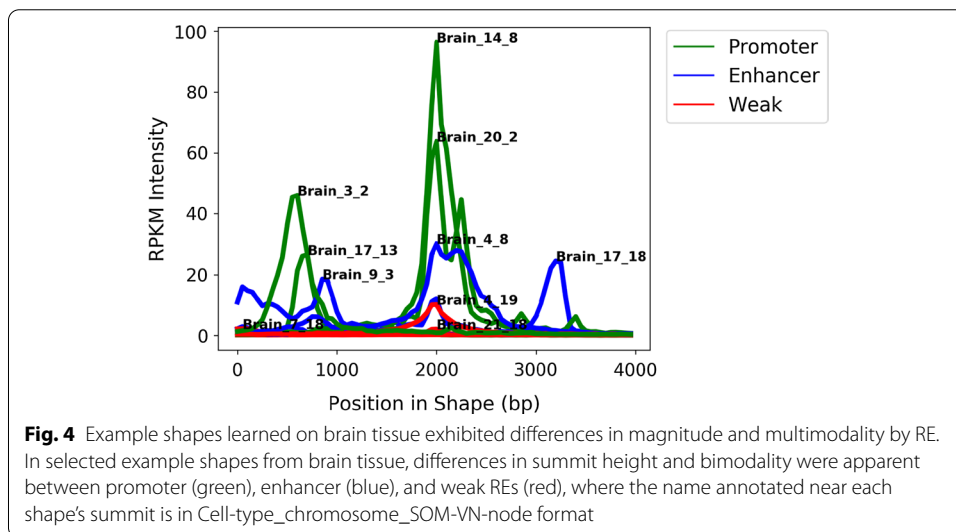 100
80
60
40
20
0
RPKM Intensity
Brain_14_8
Brain_20_2
Brain_3_2
Brain_4_8
Brain_17_13
Brain_17_18
Brain_9_3
Brain_4_19
Brain_21_18
0
1000
2000
3000
4000
Position in Shape (bp)
Promoter
Enhancer
Weak
Fig. 4 Example shapes learned on brain tissue exhibited differences in magnitude and multimodality by RE.
In selected example shapes from brain tissue, differences in summit height and bimodality were apparent
between promoter (green), enhancer (blue), and weak REs (red), where the name annotated near each
shape's summit is in Cell-type_chromosome_SOM-VN-node format